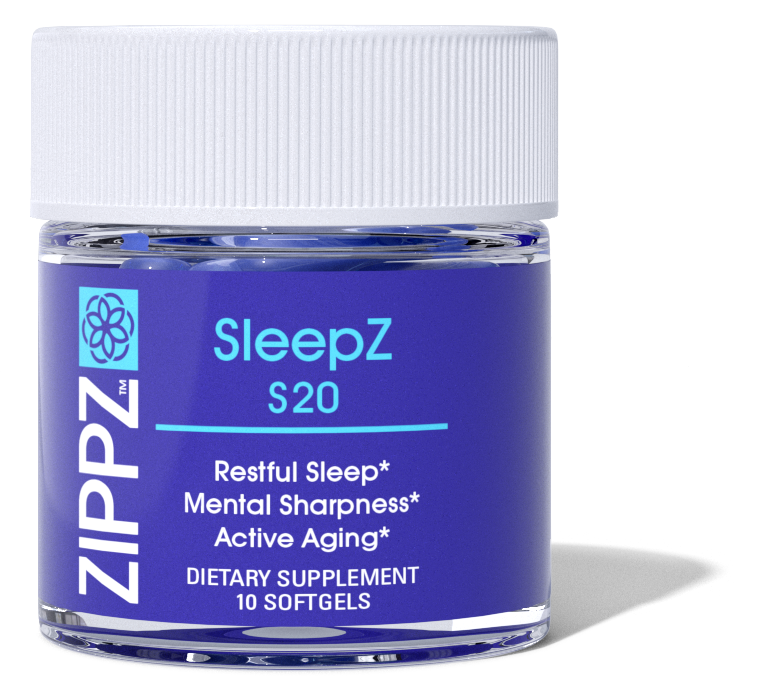 ZIPPZ™
SleepZ
S20
Restful Sleep*
Mental Sharpness*
Active Aging*
DIETARY SUPPLEMENT
10 SOFTGELS